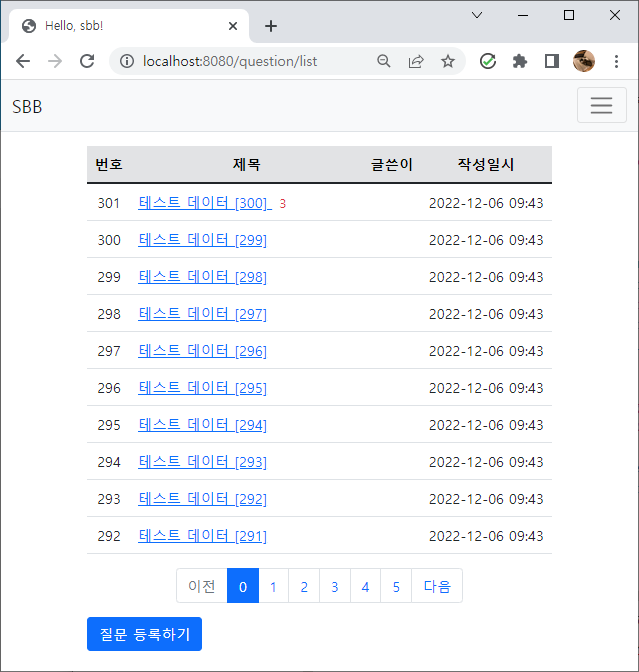 Hello, sbb!
localhost:8080/question/list
SBB
번호 제목 글쓴이 작성일시
301 테스트 데이터 [300] 3 2022-12-06 09:43
300 테스트 데이터 [299] 2022-12-06 09:43
299 테스트 데이터 [298] 2022-12-06 09:43
298 테스트 데이터 [297] 2022-12-06 09:43
297 테스트 데이터 [296] 2022-12-06 09:43
296 테스트 데이터 [295] 2022-12-06 09:43
295 테스트 데이터 [294] 2022-12-06 09:43
294 테스트 데이터 [293] 2022-12-06 09:43
293 테스트 데이터 [292] 2022-12-06 09:43
292 테스트 데이터 [291] 2022-12-06 09:43
이전 0 1 2 3 4 5 다음
질문 등록하기